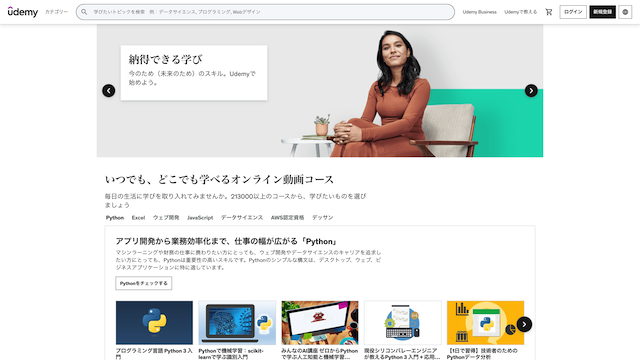 udemy
カテゴリー
学びたいトピックを検索 例：データサイエンス, プログラミング, Webデザイン
Udemy Business
Udemyで教える
ログイン
新規登録
納得できる学び
今のため（未来のため）のスキル。Udemyで
始めよう。
いつでも、どこでも学べるオンライン動画コース
毎日の生活に学びを取り入れてみませんか。213000以上のコースから、学びたいものを選び
ましょう
Python
Excel
ウェブ開発
JavaScript
データサイエンス
AWS認定資格
デッサン
アプリ開発から業務効率化まで、仕事の幅が広がる「Python」
マシンラーニングや財務の仕事に携わりたい方にとっても、ウェブ開発やデータサイエンスのキャリアを追求し
たい方にとっても、Pythonは重要性の高いスキルです。Pythonのシンプルな構文は、デスクトップ、ウェブ、ビ
ジネスアプリケーションに特に適しています。
Pythonをチェックする
プログラミング言語 Python 3 入
門
Pythonで機械学習：scikit-
learnで学ぶ識別入門
みんなのAI講座 ゼロからPython
で学ぶ人工知能と機械学習
現役シリコンバレーエンジニア
が教えるPython 3 入門 + 応用...
【1日で習得】技術者のための
Pythonデータ分析